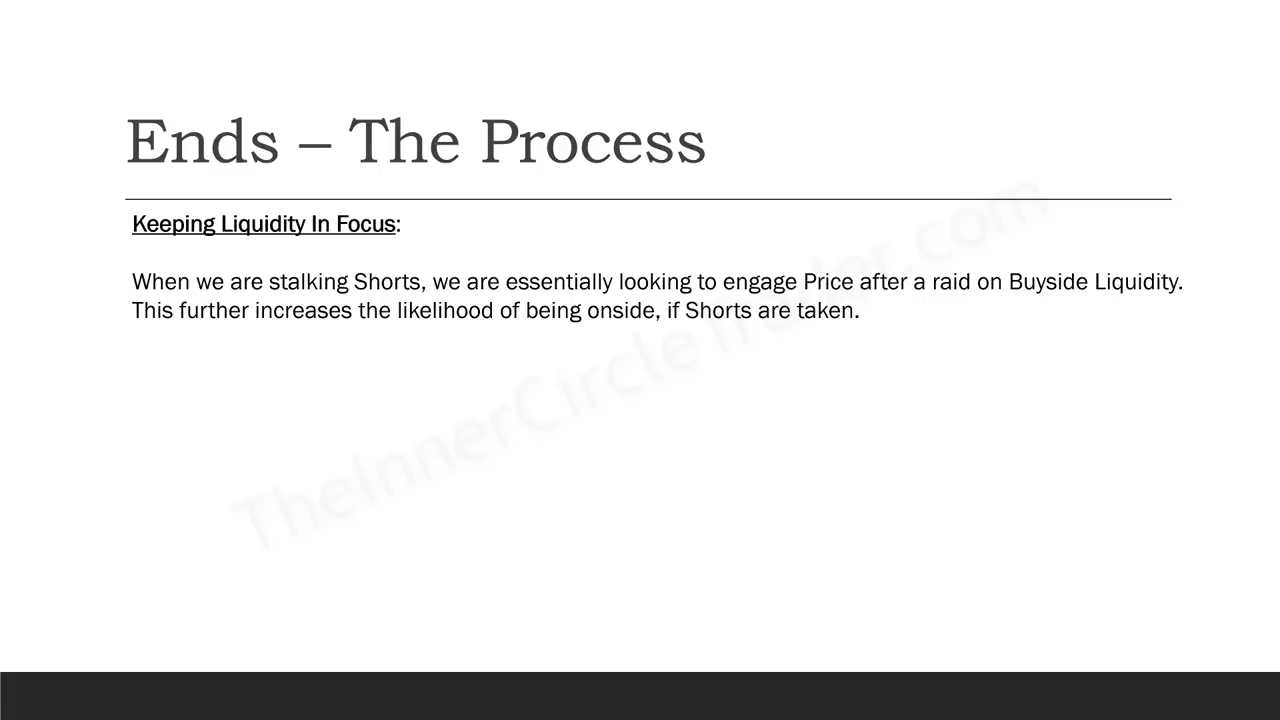 Ends – The Process
Keeping Liquidity In Focus:
When we are stalking Shorts, we are essentially looking to engage Price after a raid on Buyside Liquidity.
This further increases the likelihood of being onside, if Shorts are taken.
TheInnerCircleTrader.com